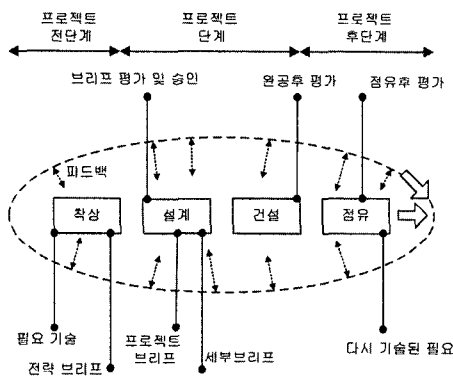 프로젝트 전단계
프로젝트 단계
프로젝트 후단계
브리프 평가 및 승인
완공후 평가
점유후 평가
피드백
착상
설계
건설
점유
필요 기술
전략 브리프
프로젝트 브리프
세부브리프
다시 기술된 필요